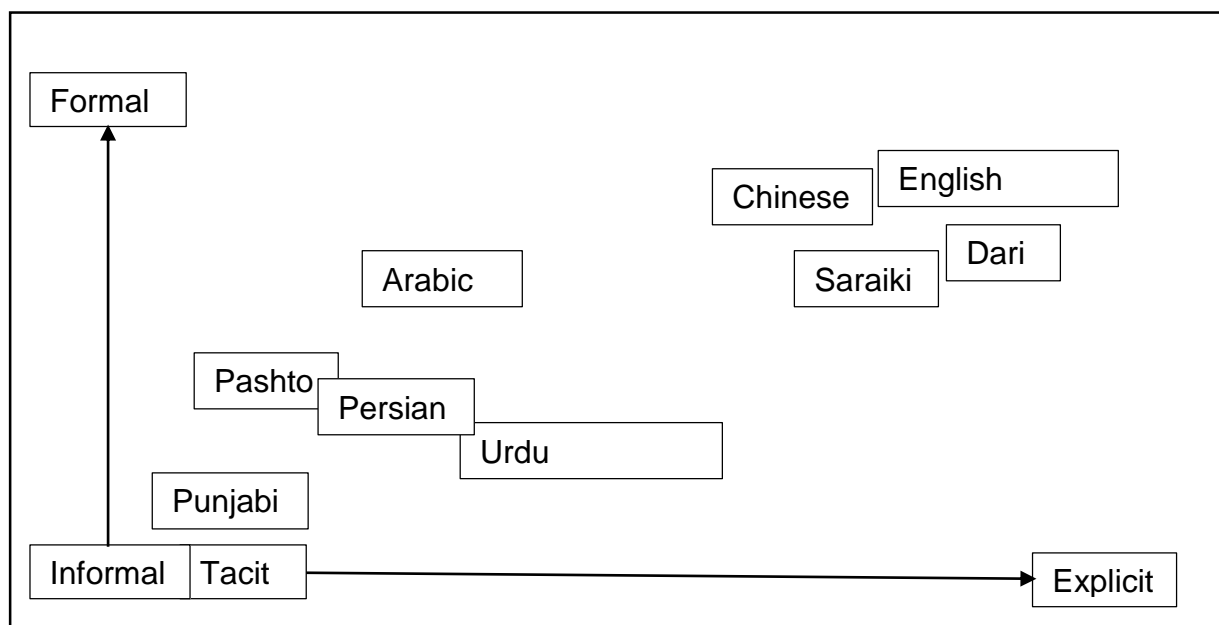 Formal
English
Chinese
Dari
Arabic
Saraiki
Pashto
Persian
Urdu
Punjabi
Informal
Tacit
Explicit